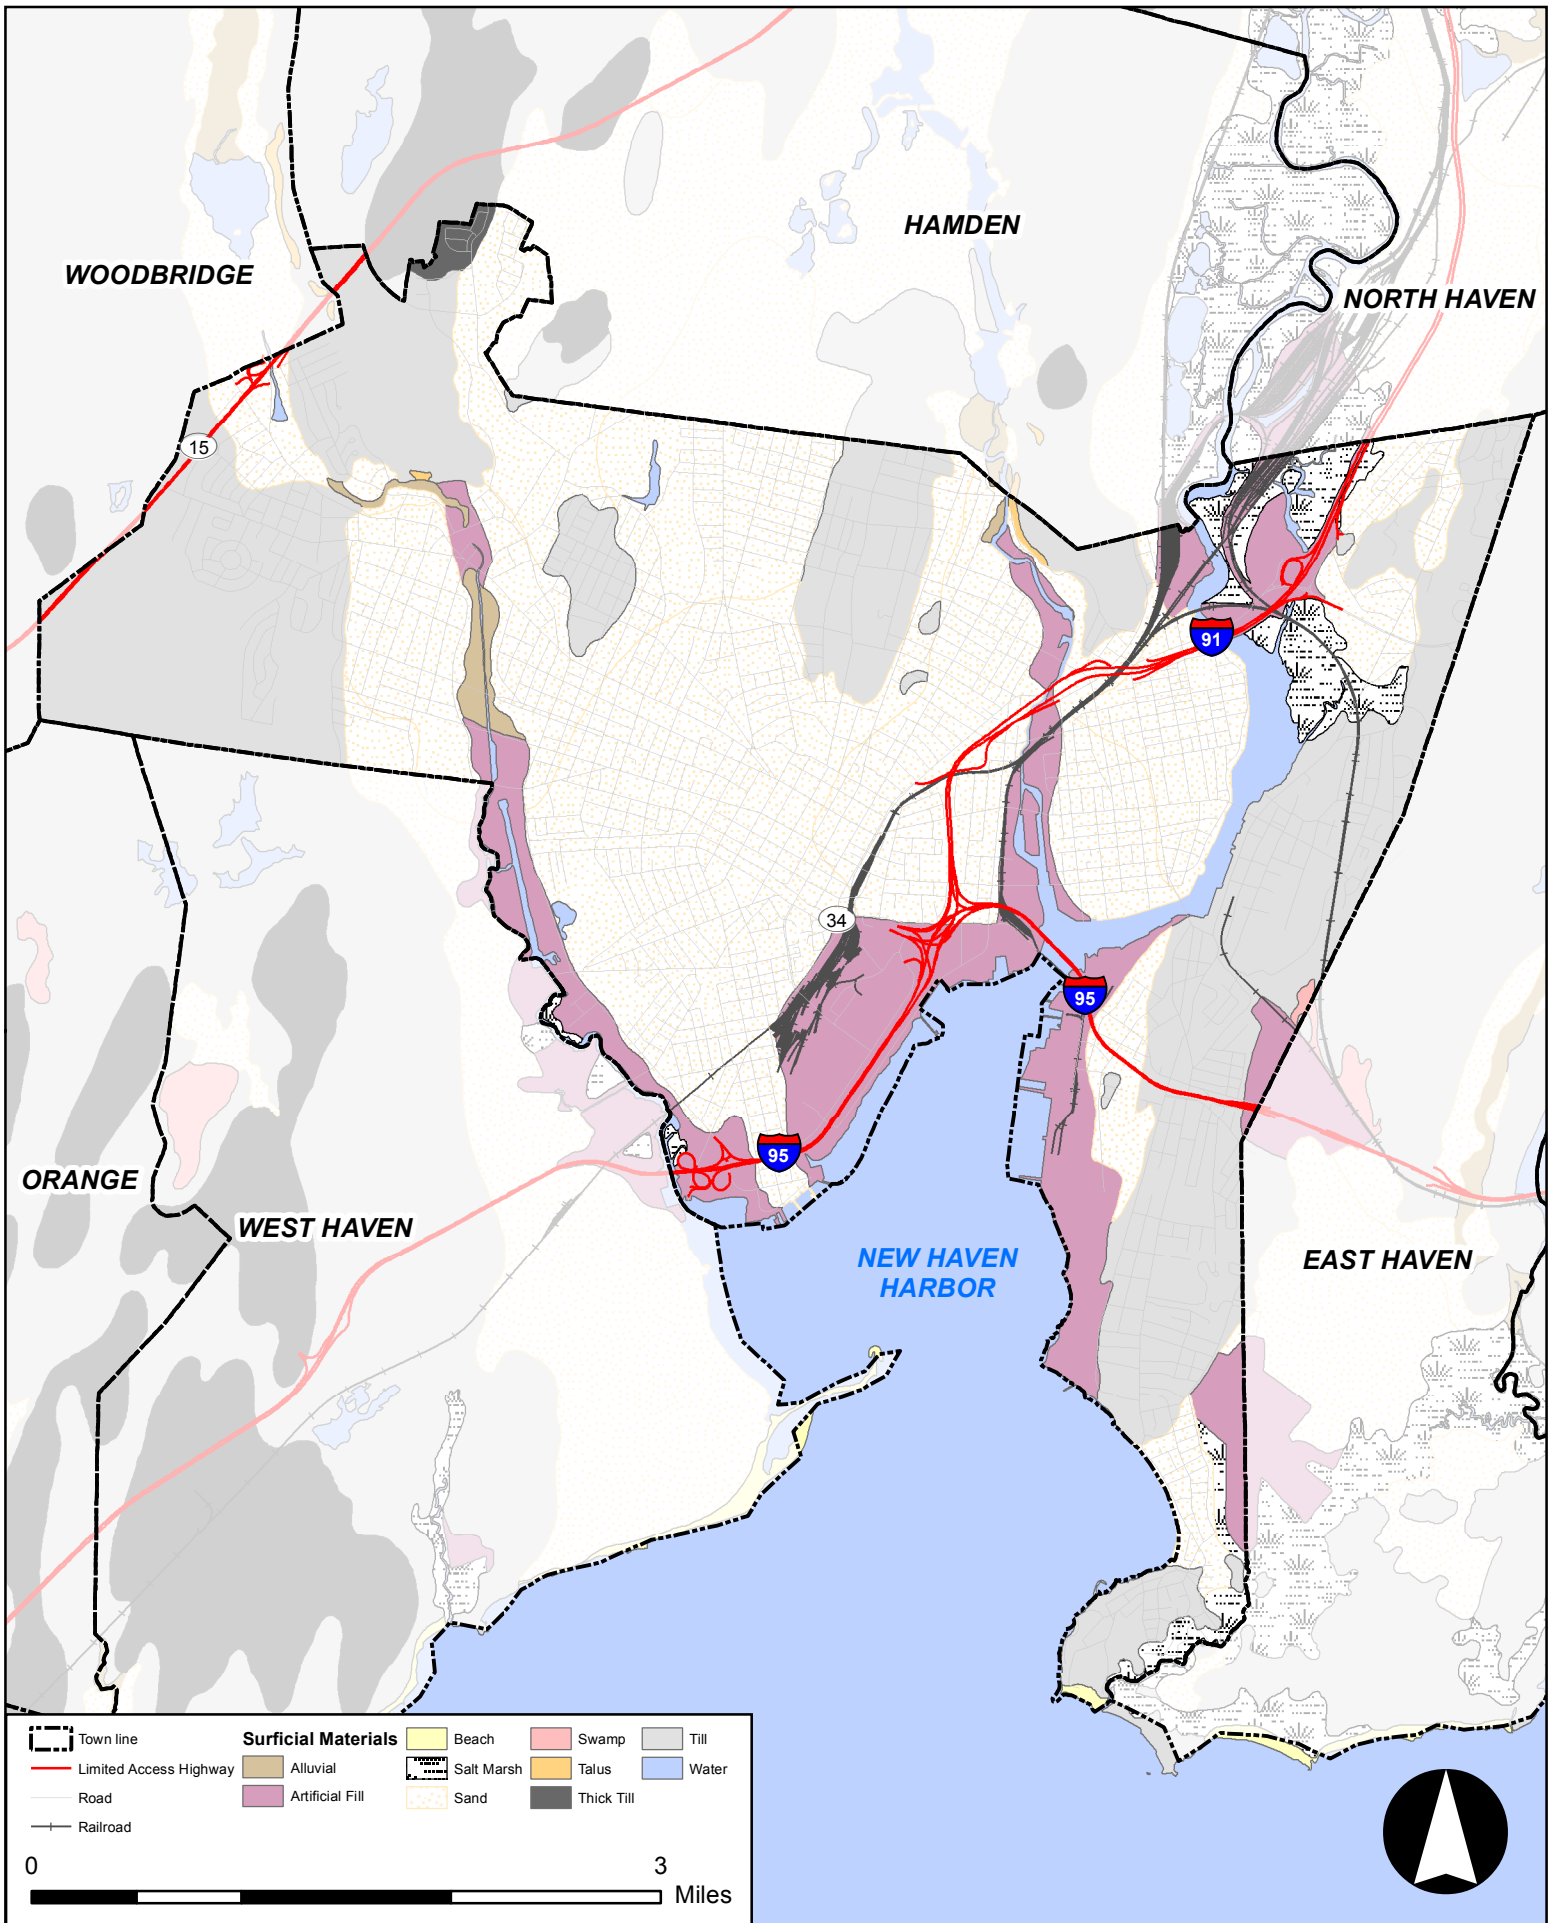 HAMDEN
WOODBRIDGE
NORTH HAVEN
15
91
34
95
95
ORANGE
WEST HAVEN
NEW HAVEN
HARBOR
EAST HAVEN
Town line
Limited Access Highway
Road
Railroad
Surficial Materials
Alluvial
Artificial Fill
Beach
Salt Marsh
Sand
Swamp
Talus
Thick Till
Till
Water
0 3
Miles